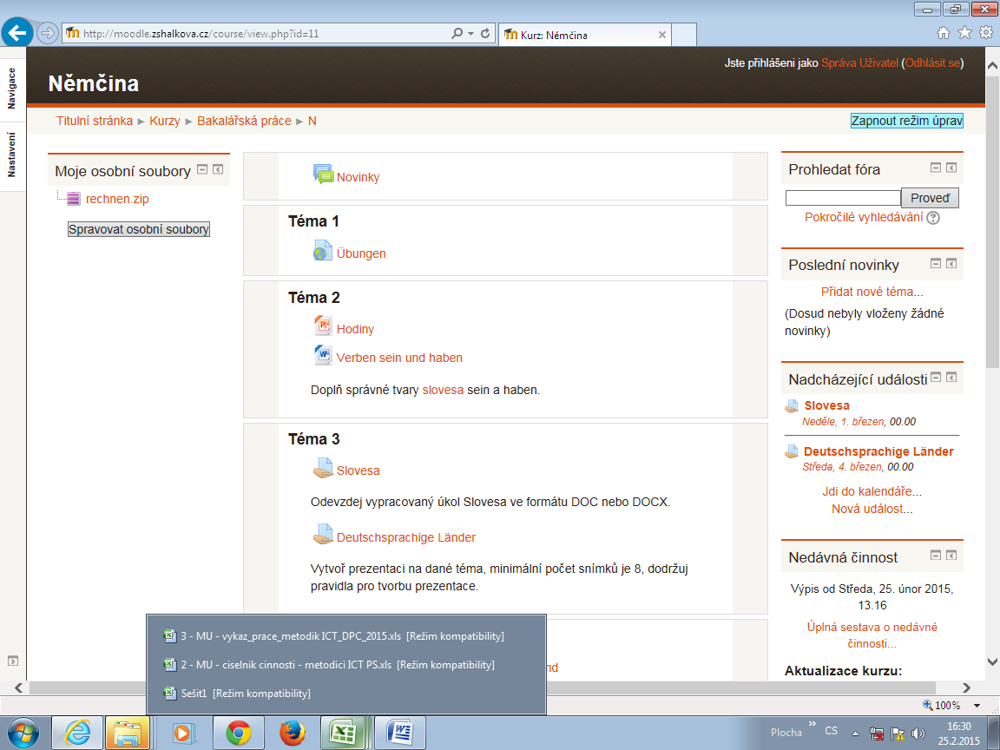 http://moodle.zshalkova.cz/course/view.php?id=11
Kurz: Němčina
Navigace
Nastavení
Jste přihlášeni jako Správa Uživatel (Odhlásit se)
Němčina
Titulní stránka ► Kurzy ► Bakalářská práce ► N
Zapnout režim úprav
Moje osobní soubory
rechnen.zip
Spravovat osobní soubory
Novinky
Téma 1
Übungen
Téma 2
Hodiny
Verben sein und haben
Doplň správné tvary slovesa sein a haben.
Téma 3
Slovesa
Odevzdej vypracovaný úkol Slovesa ve formátu DOC nebo DOCX.
Deutschsprachige Länder
Vytvoř prezentaci na dané téma, minimální počet snímků je 8, dodržuj
pravidla pro tvorbu prezentace.
nd
Prohledat fóra
Proveď
Pokročilé vyhledávání
Poslední novinky
Přidat nové téma...
(Dosud nebyly vloženy žádné
novinky)
Nadcházející události
Slovesa
Neděle, 1. březen, 00.00
Deutschsprachige Länder
Středa, 4. březen, 00.00
Jdi do kalendáře...
Nová událost...
Nedávná činnost
Výpis od Středa, 25. únor 2015,
13.16
Úplná sestava o nedávné
činnosti...
Aktualizace kurzu:
3 - MU - vykaz_prace_metodik ICT_DPC_2015.xls [Režim kompatibility]
2 - MU - ciselnik cinnosti - metodici ICT PS.xls [Režim kompatibility]
Sešit1 [Režim kompatibility]
100%
Plocha
CS
16:30
25.2.2015